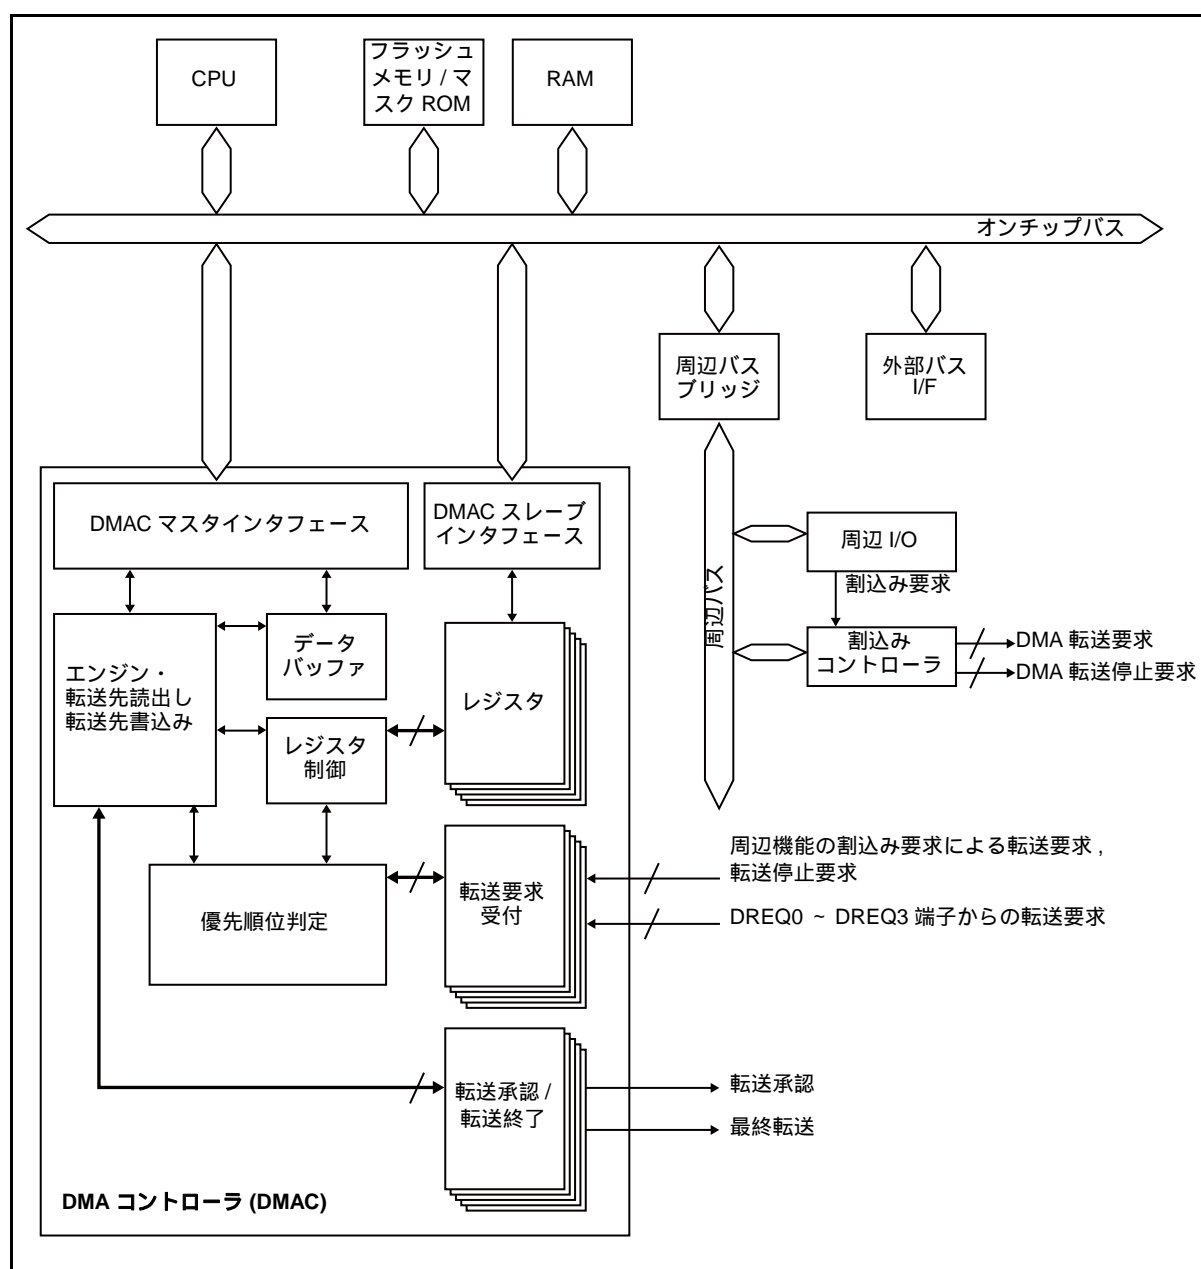 CPU
フラッシュ
メモリ / マ
スク ROM
RAM
オンチップバス
周辺バス
ブリッジ
外部バス
I/F
DMAC マスタインタフェース
DMAC スレーブ
インタフェース
周辺 I/O
割込み要求
周辺バス
割込み
コントローラ
DMA 転送要求
DMA 転送停止要求
エンジン・
転送先読出し
転送先書込み
データ
バッファ
レジスタ
レジスタ
制御
優先順位判定
転送要求
受付
周辺機能の割込み要求による転送要求 ,
転送停止要求
DREQ0 ~ DREQ3 端子からの転送要求
転送承認 /
転送終了
転送承認
最終転送
DMA コントローラ (DMAC)